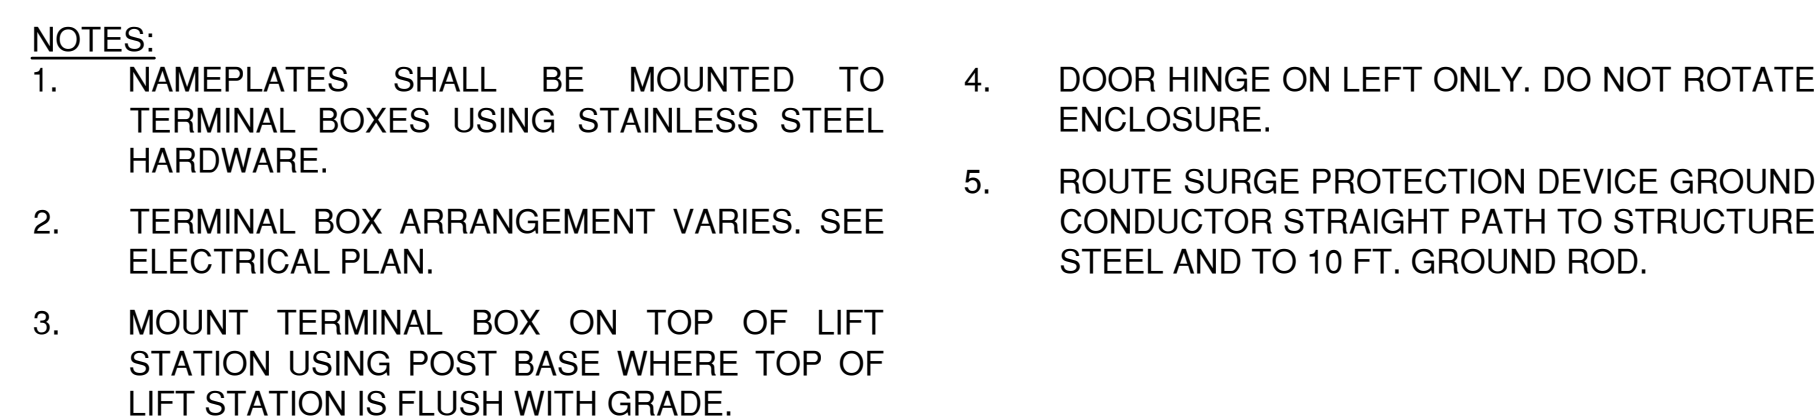 NOTES:
1. NAMEPLATES SHALL BE MOUNTED TO
TERMINAL BOXES USING STAINLESS STEEL
HARDWARE.
2. TERMINAL BOX ARRANGEMENT VARIES. SEE
ELECTRICAL PLAN.
3. MOUNT TERMINAL BOX ON TOP OF LIFT
STATION USING POST BASE WHERE TOP OF
LIFT STATION IS FLUSH WITH GRADE.
4. DOOR HINGE ON LEFT ONLY. DO NOT ROTATE
ENCLOSURE.
5. ROUTE SURGE PROTECTION DEVICE GROUND
CONDUCTOR STRAIGHT PATH TO STRUCTURE
STEEL AND TO 10 FT. GROUND ROD.